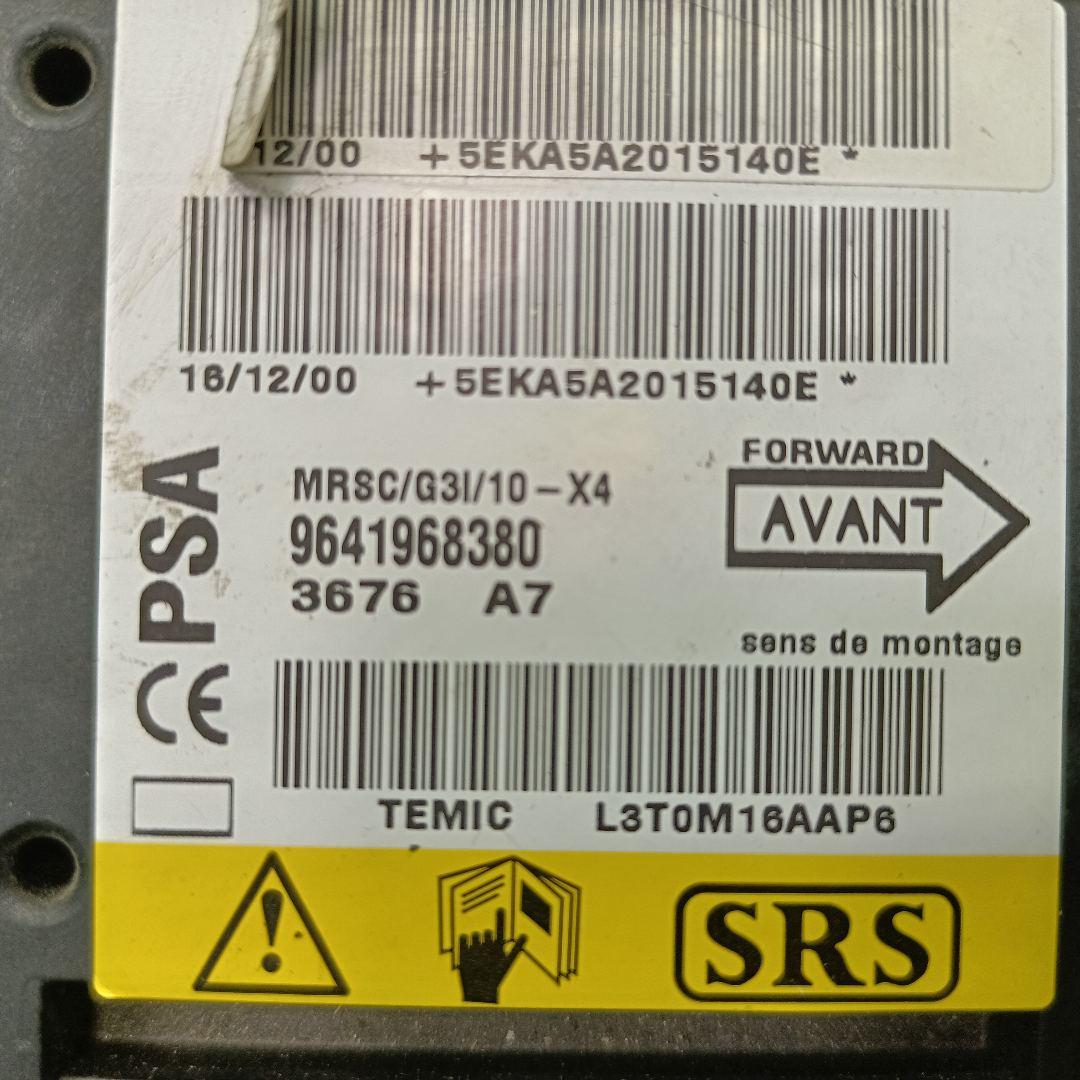 12/00 +5EKA5A2015140E *
16/12/00 +5EKA5A2015140E *
PSA
CE
MRSC/G3I/10-X4
9641968380
3676 A7
FORWARD
AVANT
sens de montage
TEMIC L3T0M16AAP6
SRS